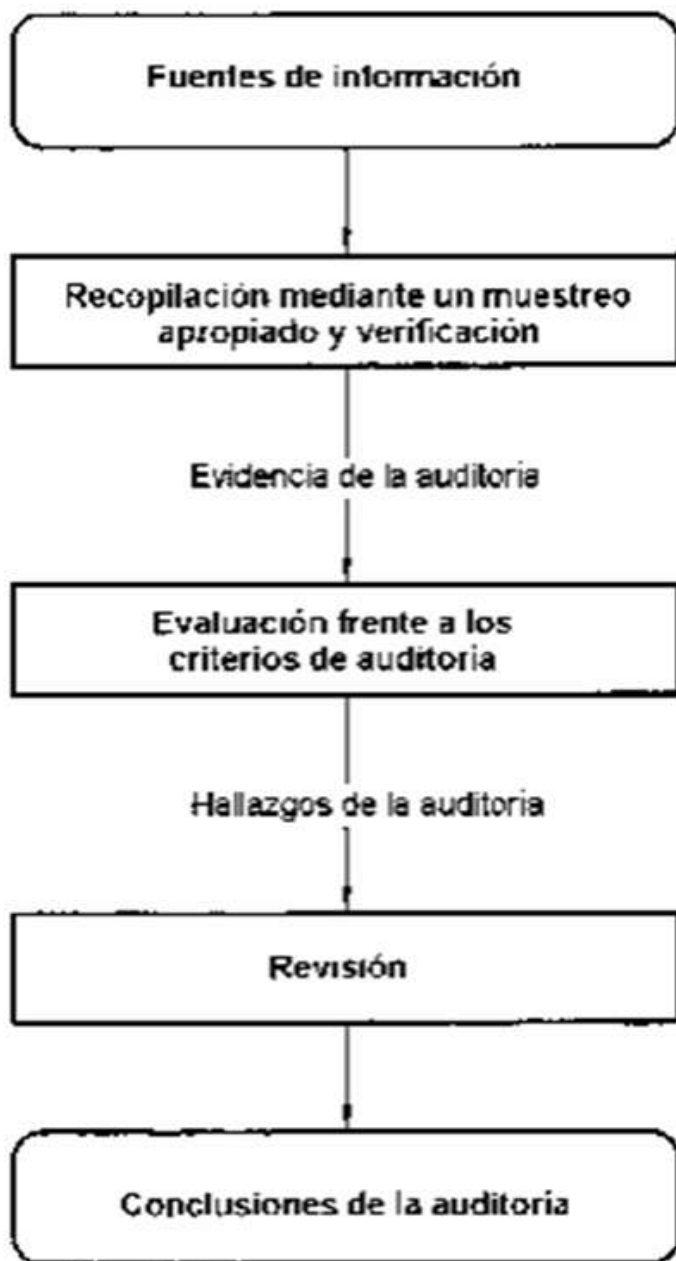 Fuentes de información
Recopilación mediante un muestreo
apropiado y verificación
Evidencia de la auditoria
Evaluación frente a los
criterios de auditoria
Hallazgos de la auditoria
Revisión
Conclusiones de la auditoria